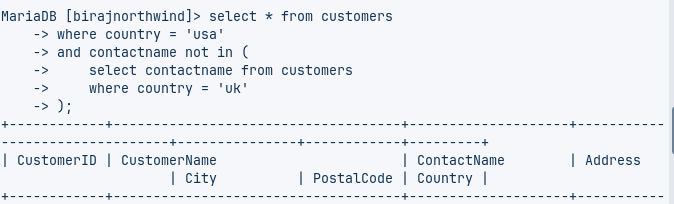 MariaDB [birajnorthwind]> select * from customers
    -> where country = 'usa'
    -> and contactname not in (
    ->     select contactname from customers
    ->     where country = 'uk'
    -> );
+------------+------------------------------------+--------------------+-----------
---------------------+---------------+------------+---------+
| CustomerID | CustomerName                       | ContactName        | Address
                     | City          | PostalCode | Country |
+------------+------------------------------------+--------------------+-----------